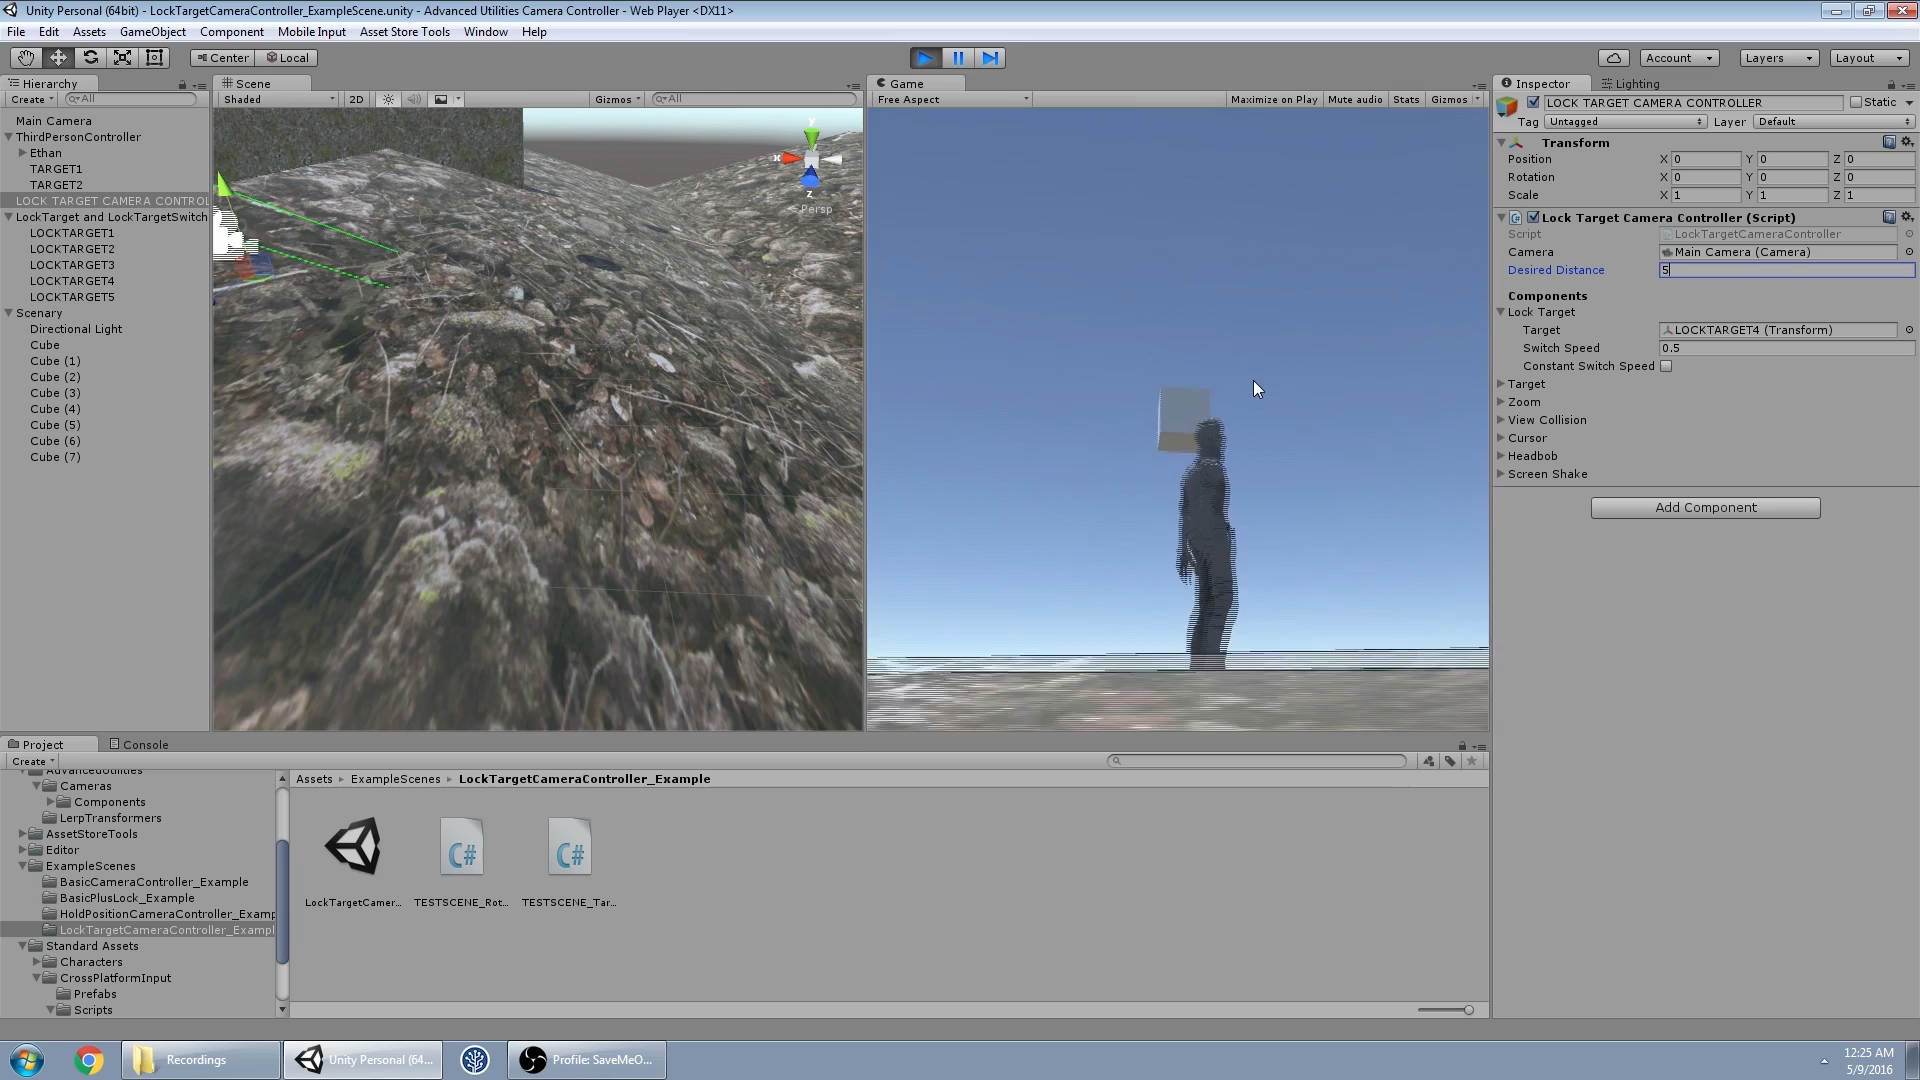 Unity Personal (64bit) - LockTargetCameraController_ExampleScene.unity - Advanced Utilities Camera Controller - Web Player <DX11>
File Edit Assets GameObject Component Mobile Input Asset Store Tools Window Help
Center Local Account Layers Layout
Hierarchy
Create All
Main Camera
ThirdPersonController
Ethan
TARGET1
TARGET2
LOCK TARGET CAMERA CONTROL
LockTarget and LockTargetSwitch
LOCKTARGET1
LOCKTARGET2
LOCKTARGET3
LOCKTARGET4
LOCKTARGET5
Scenary
Directional Light
Cube
Cube (1)
Cube (2)
Cube (3)
Cube (4)
Cube (5)
Cube (6)
Cube (7)
Scene
Shaded 2D Gizmos All
y
x
z
Persp
Game
Free Aspect Maximize on Play Mute audio Stats Gizmos
Inspector Lighting
LOCK TARGET CAMERA CONTROLLER Static
Tag Untagged Layer Default
Transform
Position X 0 Y 0 Z 0
Rotation X 0 Y 0 Z 0
Scale X 1 Y 1 Z 1
Lock Target Camera Controller (Script)
Script LockTargetCameraController
Camera Main Camera (Camera)
Desired Distance 5
Components
Lock Target
Target LOCKTARGET4 (Transform)
Switch Speed 0.5
Constant Switch Speed
Target
Zoom
View Collision
Cursor
Headbob
Screen Shake
Add Component
Project Console
Create
AdvancedUtilities
Cameras
Components
LerpTransformers
AssetStoreTools
Editor
ExampleScenes
BasicCameraController_Example
BasicPlusLock_Example
HoldPositionCameraController_Examp
LockTargetCameraController_Exampl
Standard Assets
Characters
CrossPlatformInput
Prefabs
Scripts
Assets ExampleScenes LockTargetCameraController_Example
C# C#
LockTargetCamer... TESTSCENE_Rot... TESTSCENE_Tar...
Recordings Unity Personal (64... Profile: SaveMeO...
12:25 AM
5/9/2016